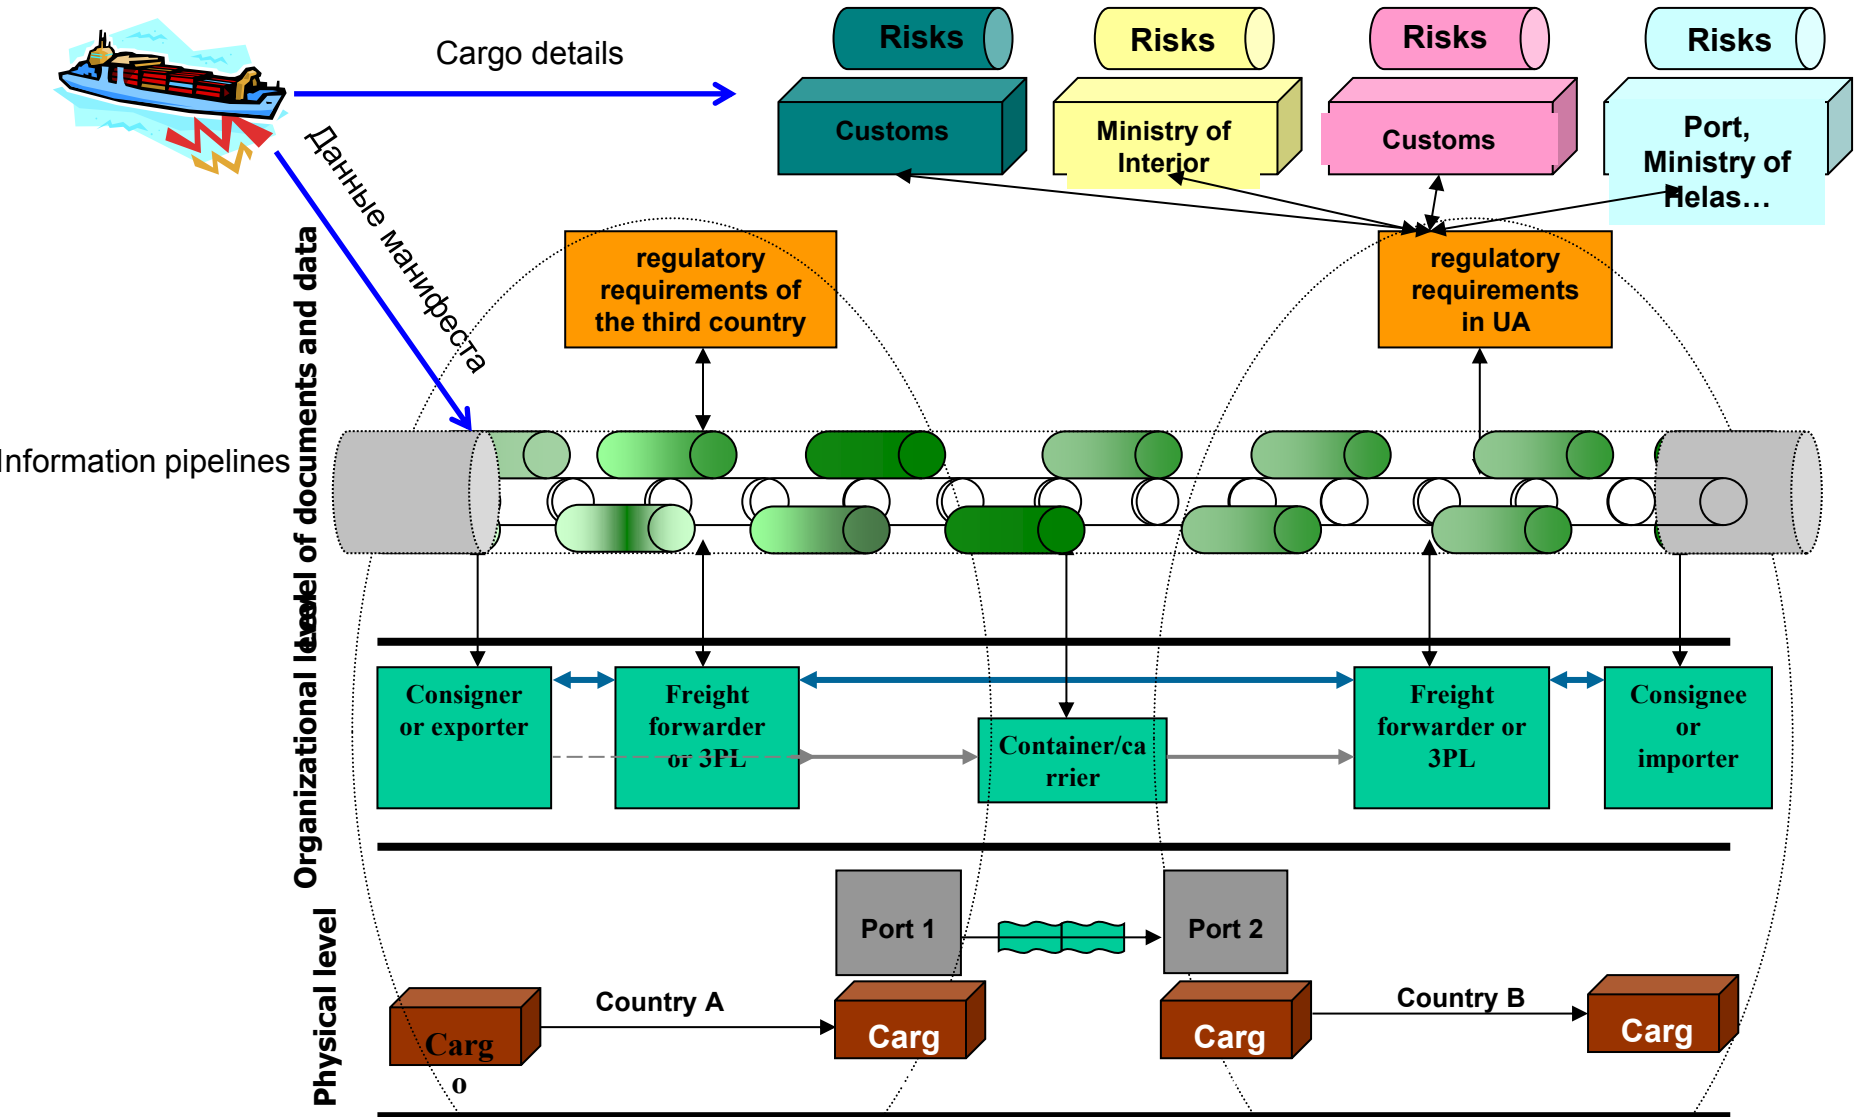 Cargo details
Risks
Risks
Risks
Risks
Customs
Ministry of
Interior
Customs
Port,
Ministry of
Helas…
Данные манифеста
regulatory
requirements of
the third country
regulatory
requirements
in UA
Information pipelines
Level of documents and data
Organizational level
Physical level
Consigner
or exporter
Freight
forwarder
or 3PL
Container/ca
rrier
Freight
forwarder or
3PL
Consignee
or
importer
Port 1
Port 2
Country A
Country B
Carg
o
Carg
Carg
Carg